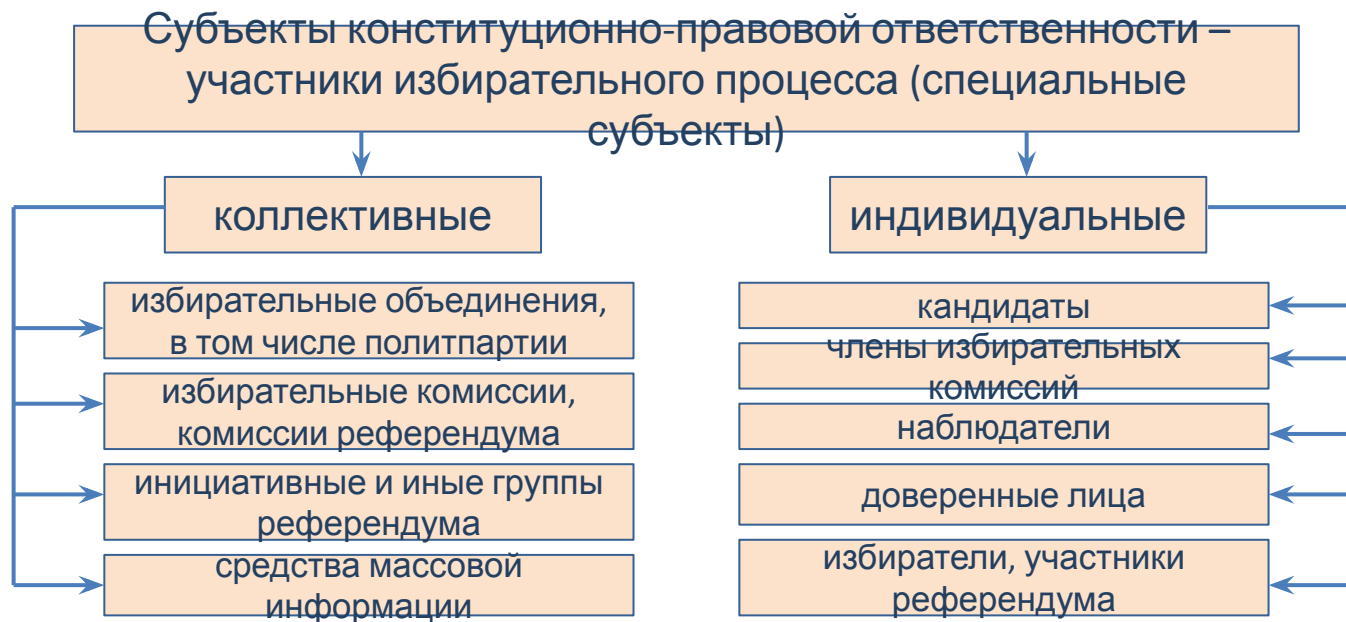 Субъекты конституционно-правовой ответственности –
участники избирательного процесса (специальные
субъекты)
коллективные
индивидуальные
избирательные объединения,
в том числе политпартии
избирательные комиссии,
комиссии референдума
инициативные и иные группы
референдума
средства массовой
информации
кандидаты
члены избирательных
комиссий
наблюдатели
доверенные лица
избиратели, участники
референдума